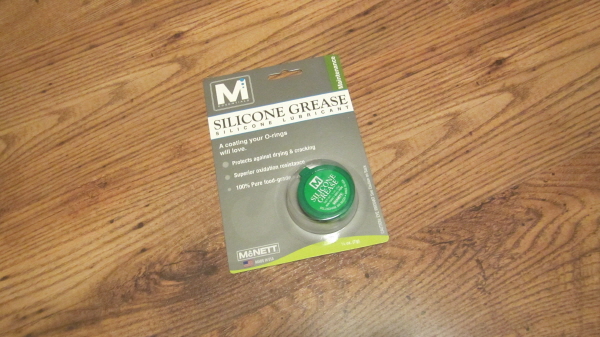 M
Maintenance
SILICONE GREASE
SILICONE LUBRICANT
A coating your O-rings
will love.
Protects against drying & cracking
Superior oxidation resistance
100% Pure food-grade
M
SILICONE
GREASE
McNETT